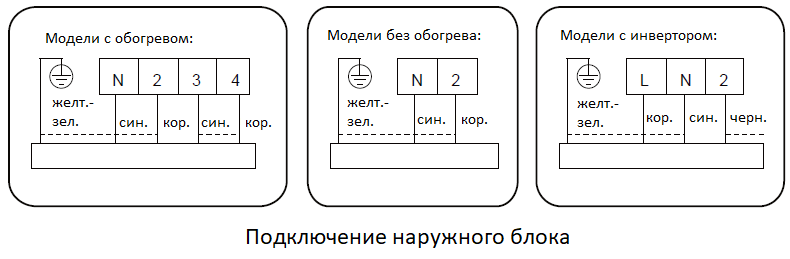 Модели с обогревом:
N 2 3 4
желт.-
зел.
син. кор. син. кор.
Модели без обогрева:
N 2
желт.-
зел.
син. кор.
Модели с инвертором:
L N 2
желт.-
зел.
кор. син. черн.
Подключение наружного блока